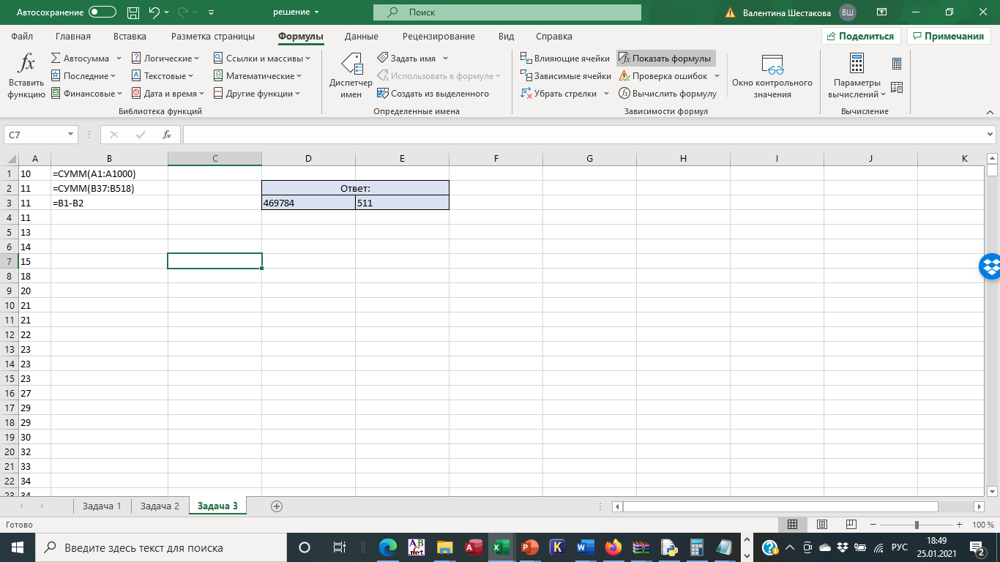 Автосохранение
решение
Поиск
Валентина Шестакова
ВШ
Файл Главная Вставка Разметка страницы Формулы Данные Рецензирование Вид Справка
Поделиться
Примечания
fx
Вставить
функцию
Автосумма
Последние
Финансовые
Логические
Текстовые
Дата и время
Ссылки и массивы
Математические
Другие функции
Библиотека функций
Диспетчер
имен
Задать имя
Использовать в формуле
Создать из выделенного
Определенные имена
Влияющие ячейки
Зависимые ячейки
Убрать стрелки
Показать формулы
Проверка ошибок
Вычислить формулу
Зависимости формул
Окно контрольного
значения
Параметры
вычислений
Вычисление
C7
fx
A B C D E F G H I J K
1 10 =СУММ(A1:A1000)
2 11 =СУММ(B37:B518) Ответ:
3 11 =B1-B2 469784 511
4 11
5 13
6 14
7 15
8 18
9 20
10 21
11 21
12 22
13 23
14 23
15 23
16 27
17 29
18 29
19 30
20 32
21 33
22 34
23 34
Задача 1 Задача 2 Задача 3
Готово
100 %
Введите здесь текст для поиска
РУС
18:49
25.01.2021
2